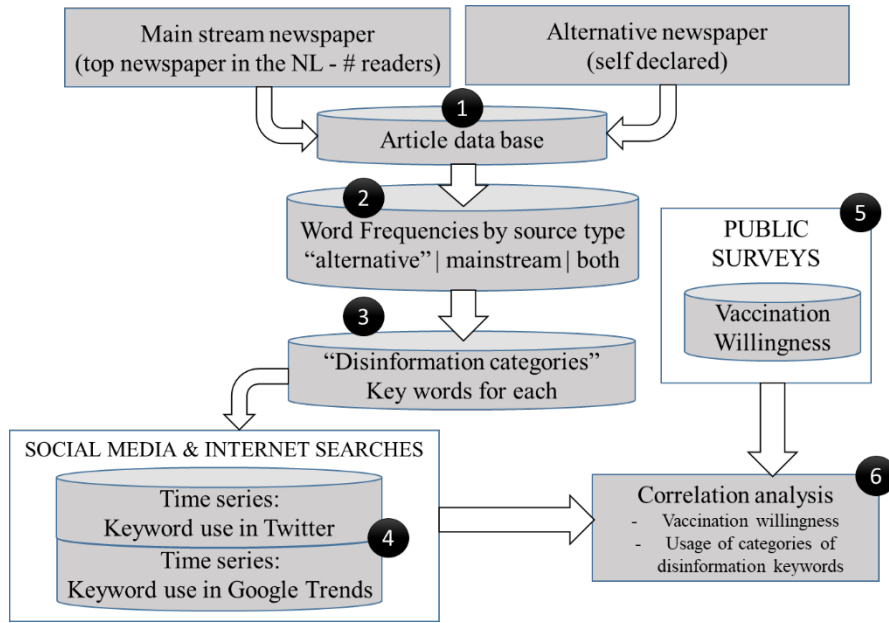 Main stream newspaper
(top newspaper in the NL - # readers)
Alternative newspaper
(self declared)
1
Article data base
2
Word Frequencies by source type
“alternative” | mainstream | both
3
“Disinformation categories”
Key words for each
5
PUBLIC
SURVEYS
Vaccination
Willingness
SOCIAL MEDIA & INTERNET SEARCHES
Time series:
Keyword use in Twitter
4
Time series:
Keyword use in Google Trends
6
Correlation analysis
- Vaccination willingness
- Usage of categories of
disinformation keywords